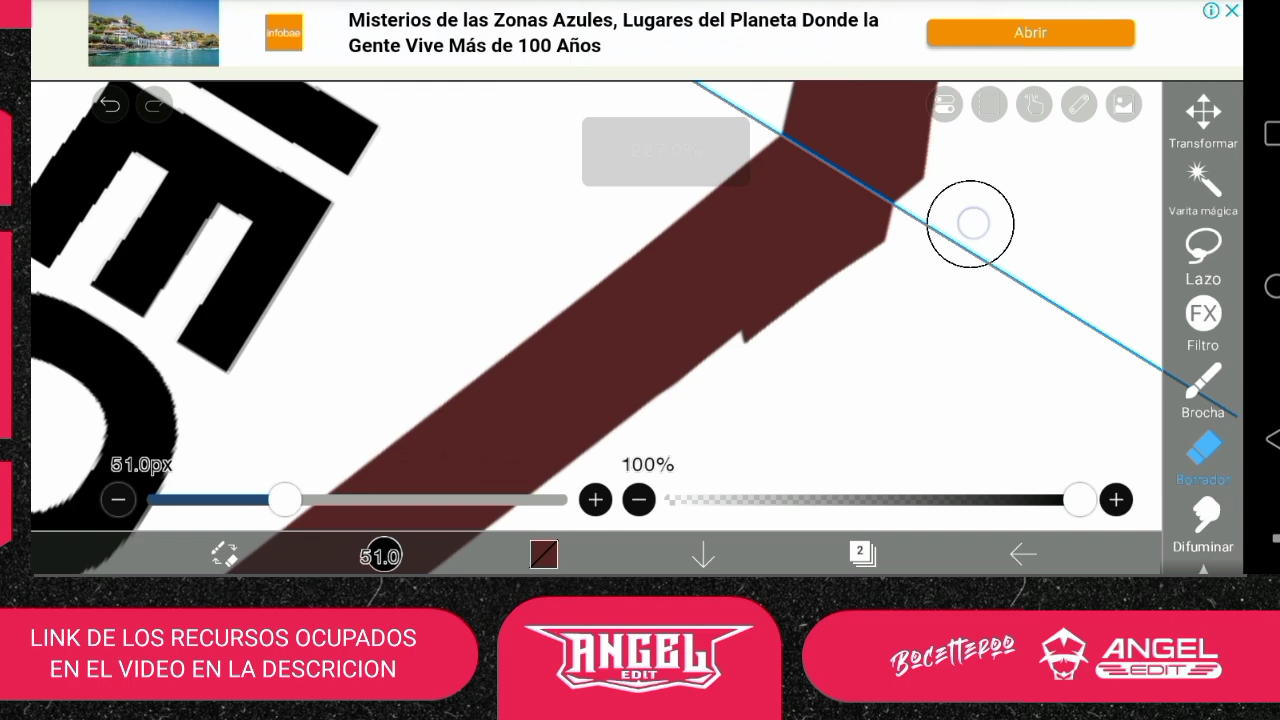 Misterios de las Zonas Azules, Lugares del Planeta Donde la
Gente Vive Más de 100 Años
infobae
Abrir
Transformar
Varita mágica
Lazo
FX
Filtro
Brocha
Borrador
Difuminar
51.0px
100%
51.0
2
LINK DE LOS RECURSOS OCUPADOS
EN EL VIDEO EN LA DESCRICION
ANGEL
EDIT
BOCETTEROO
ANGEL
EDIT